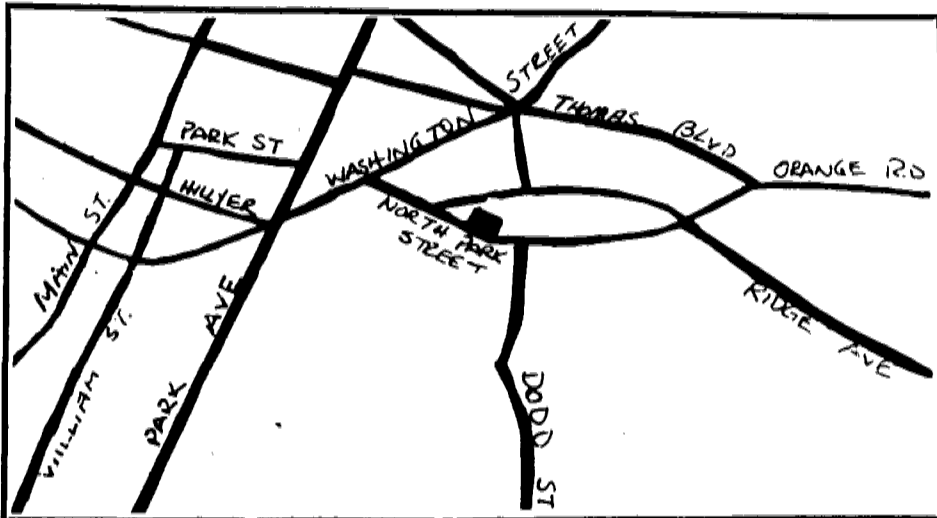 STREET
THOMAS BLVD
WASHINGTON
PARK ST
ORANGE RD
HILLYER
NORTH PARK
STREET
MAIN ST.
RIDGE AVE
WILLIAM ST.
PARK AVE
DODD ST